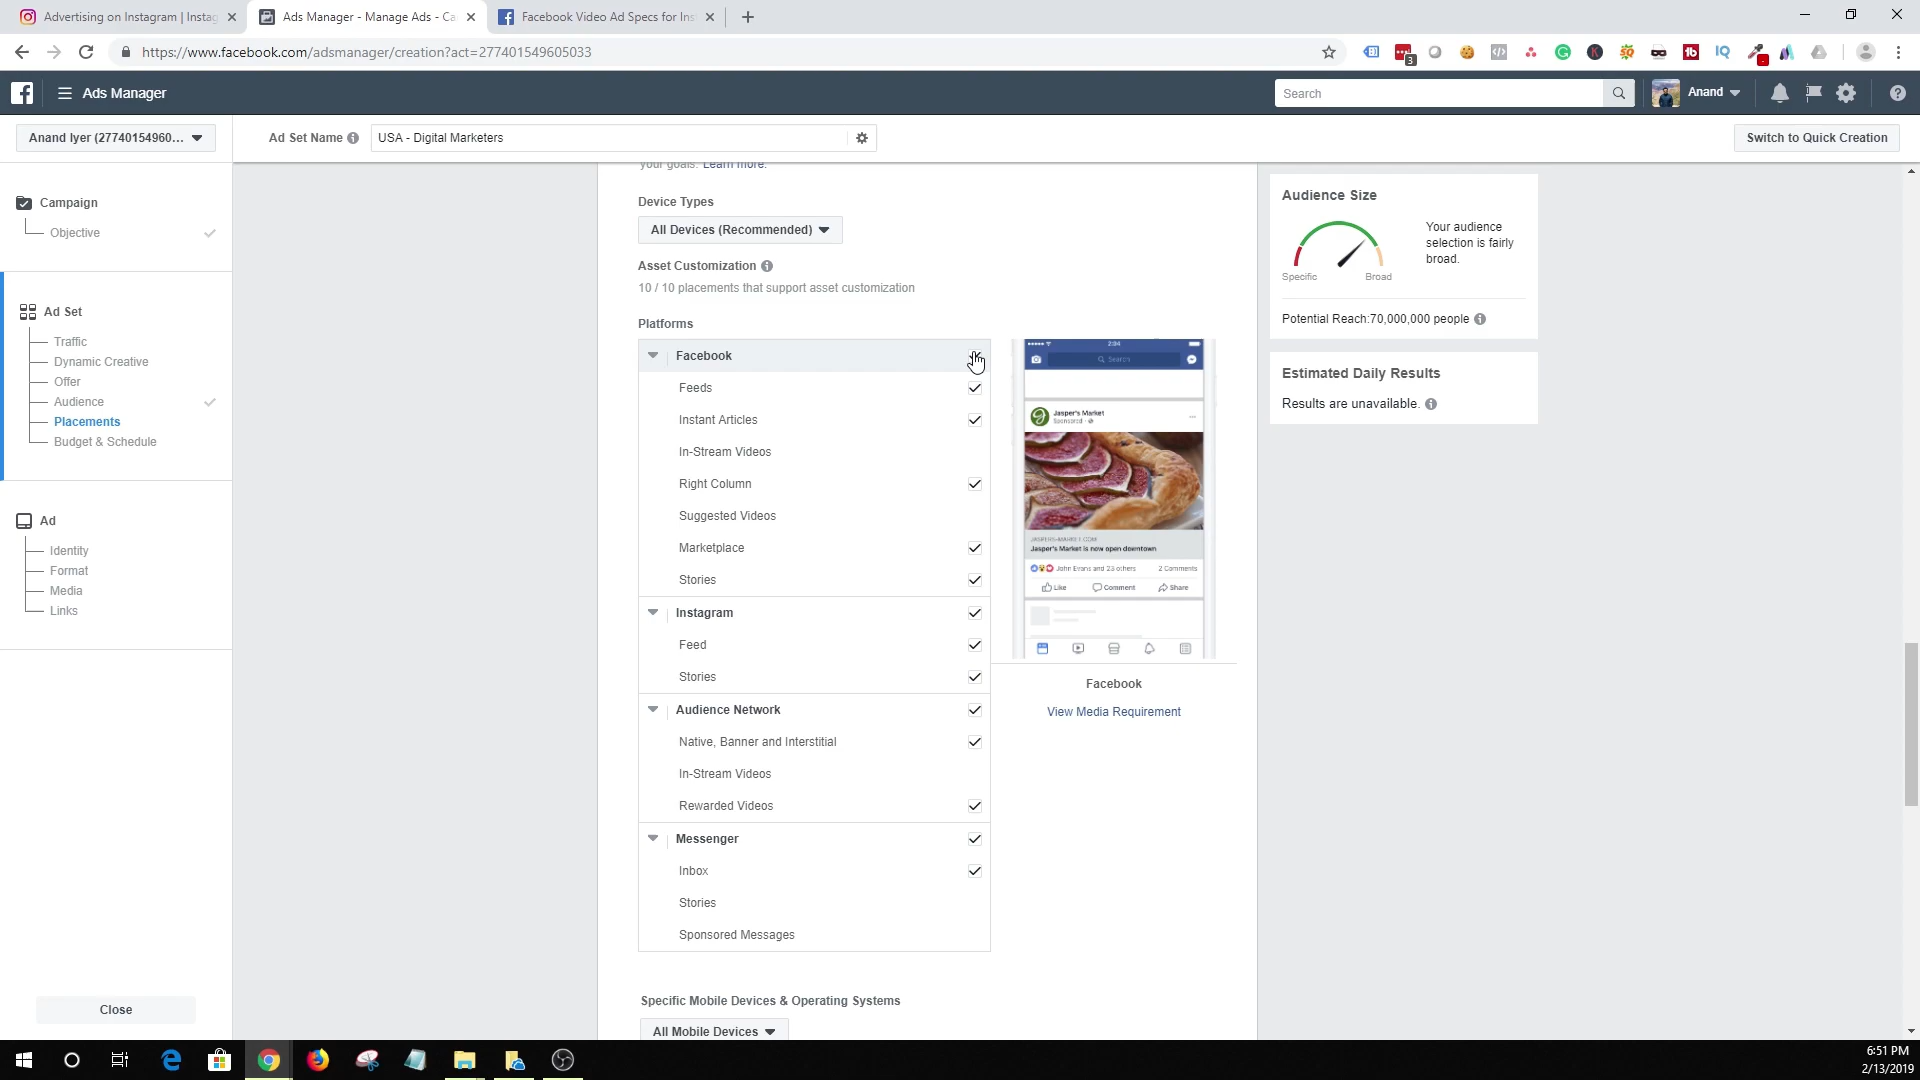 Advertising on Instagram | Instag
Ads Manager - Manage Ads - Ca
Facebook Video Ad Specs for Ins
https://www.facebook.com/adsmanager/creation?act=277401549605033
3
Ads Manager
Search
Anand
Anand Iyer (27740154960...
Ad Set Name
USA - Digital Marketers
Switch to Quick Creation
your goals. Learn more.
Campaign
Objective
Ad Set
Traffic
Dynamic Creative
Offer
Audience
Placements
Budget & Schedule
Ad
Identity
Format
Media
Links
Close
Device Types
All Devices (Recommended)
Asset Customization
10 / 10 placements that support asset customization
Platforms
Facebook
Feeds
Instant Articles
In-Stream Videos
Right Column
Suggested Videos
Marketplace
Stories
Instagram
Feed
Stories
Audience Network
Native, Banner and Interstitial
In-Stream Videos
Rewarded Videos
Messenger
Inbox
Stories
Sponsored Messages
2:04
Search
Jasper's Market
Sponsored
JASPERS-MARKET.COM
Jasper's Market is now open downtown
John Evans and 23 others
2 Comments
Like
Comment
Share
Facebook
View Media Requirement
Specific Mobile Devices & Operating Systems
All Mobile Devices
Audience Size
Your audience
selection is fairly
broad.
Specific
Broad
Potential Reach:70,000,000 people
Estimated Daily Results
Results are unavailable.
6:51 PM
2/13/2019